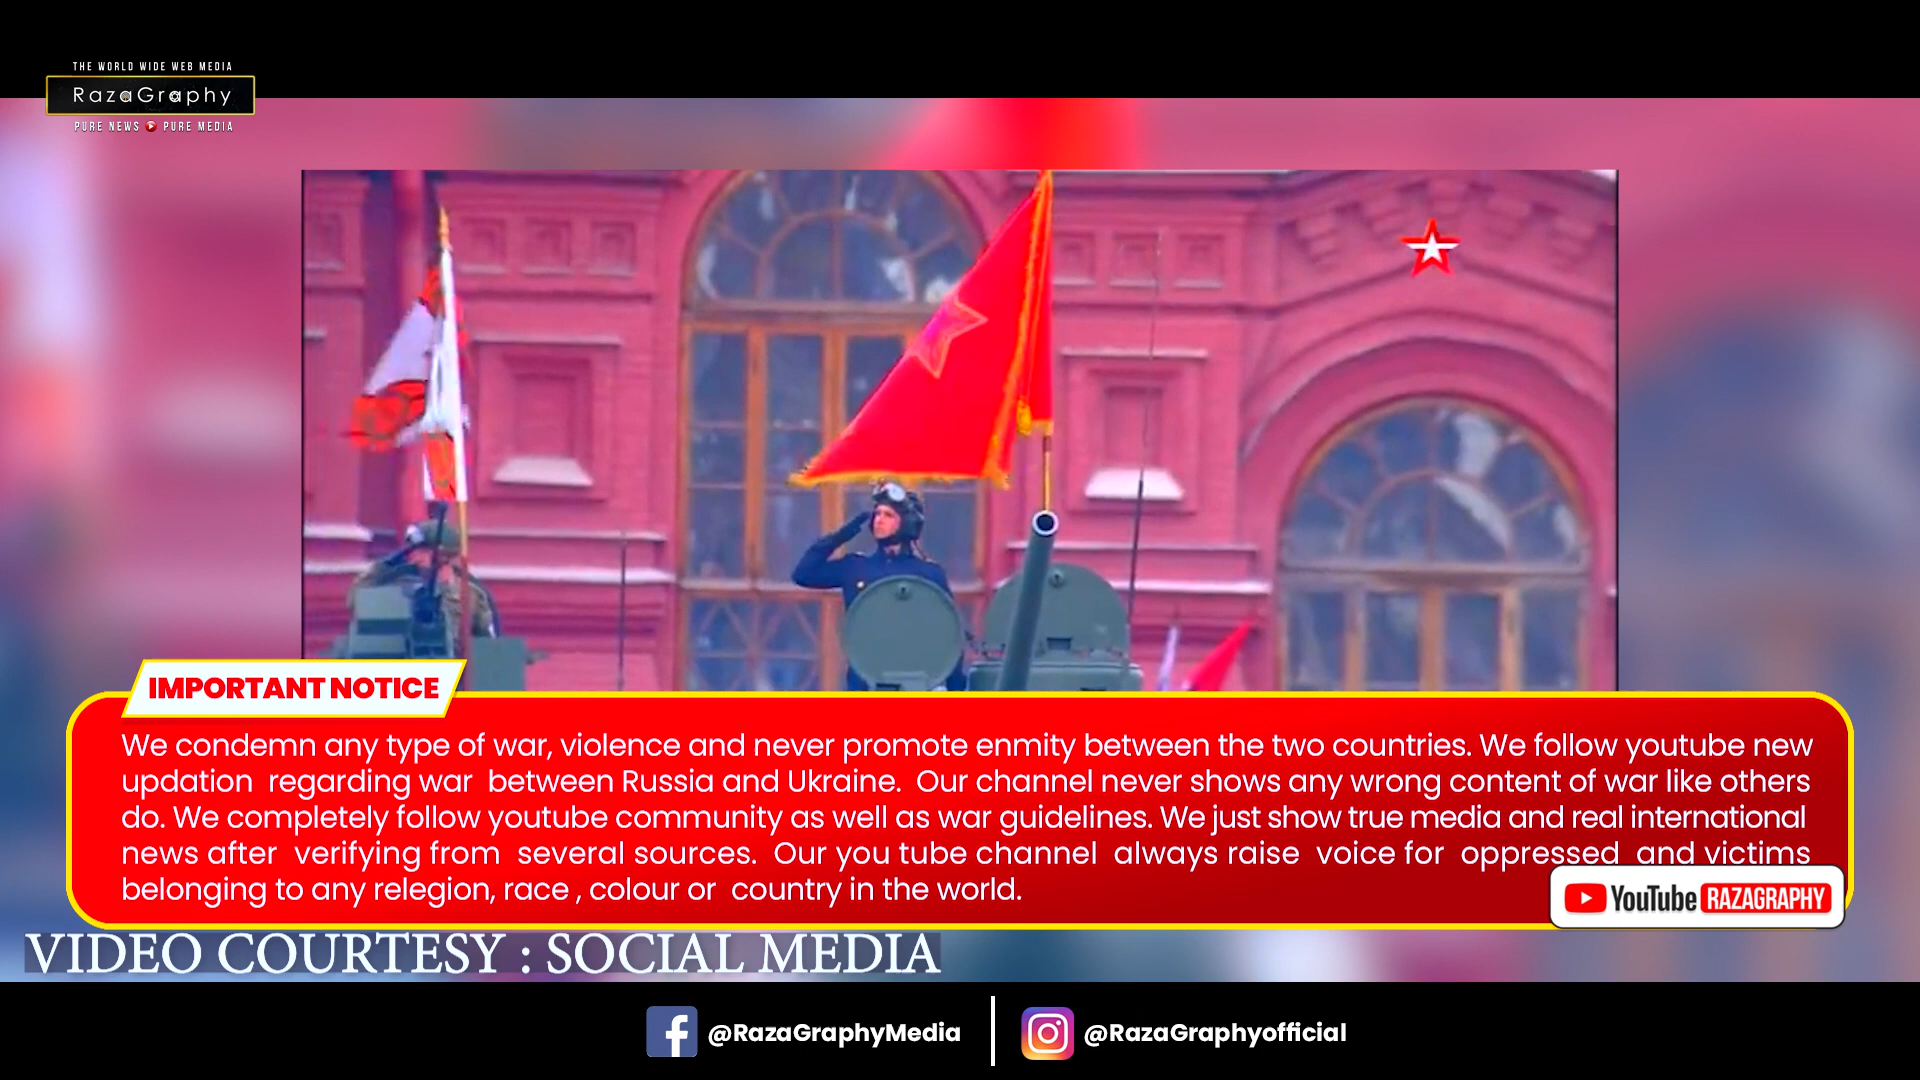 THE WORLD WIDE WEB MEDIA
RazaGraphy
PURE NEWS PURE MEDIA
IMPORTANT NOTICE
We condemn any type of war, violence and never promote enmity between the two countries. We follow youtube new
updation regarding war between Russia and Ukraine. Our channel never shows any wrong content of war like others
do. We completely follow youtube community as well as war guidelines. We just show true media and real international
news after verifying from several sources. Our you tube channel always raise voice for oppressed and victims
belonging to any relegion, race , colour or country in the world.
YouTube RAZAGRAPHY
VIDEO COURTESY : SOCIAL MEDIA
@RazaGraphyMedia
@RazaGraphyofficial